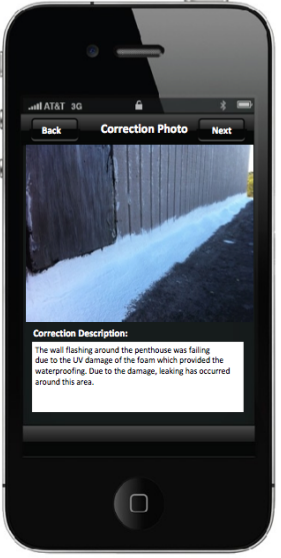 AT&T 3G
Back Correction Photo Next
Correction Description:
The wall flashing around the penthouse was failing
due to the UV damage of the foam which provided the
waterproofing. Due to the damage, leaking has occurred
around this area.